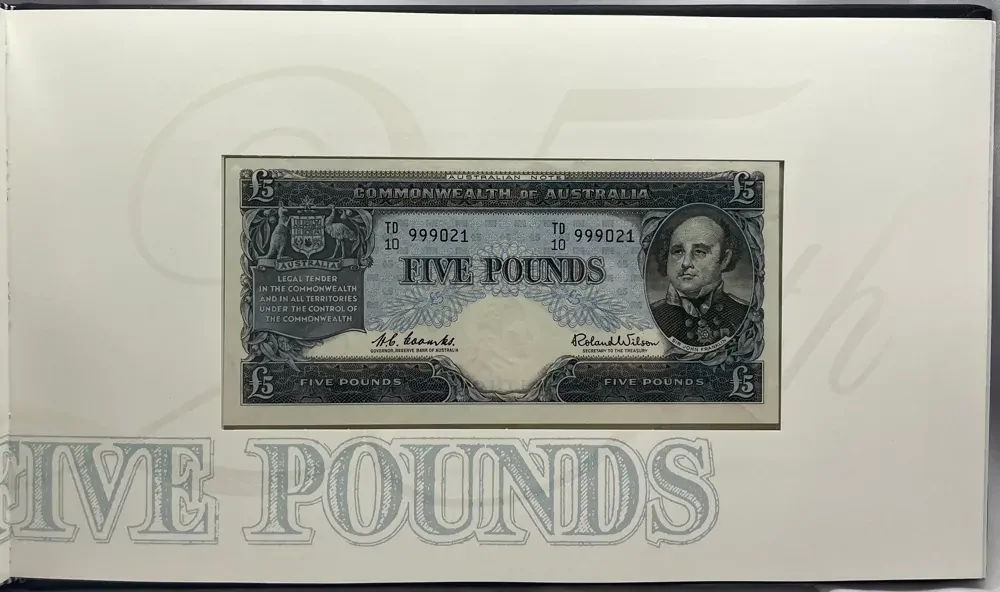 25th
AUSTRALIAN NOTE
£5 COMMONWEALTH OF AUSTRALIA £5
TD
10 999021
TD
10 999021
AUSTRALIA
FIVE POUNDS
LEGAL TENDER
IN THE COMMONWEALTH
AND IN ALL TERRITORIES
UNDER THE CONTROL OF
THE COMMONWEALTH
H.C. Coombs.
GOVERNOR, RESERVE BANK OF AUSTRALIA
Roland Wilson
SECRETARY TO THE TREASURY
SIR JOHN FRANKLIN
£5 FIVE POUNDS
FIVE POUNDS £5
FIVE POUNDS